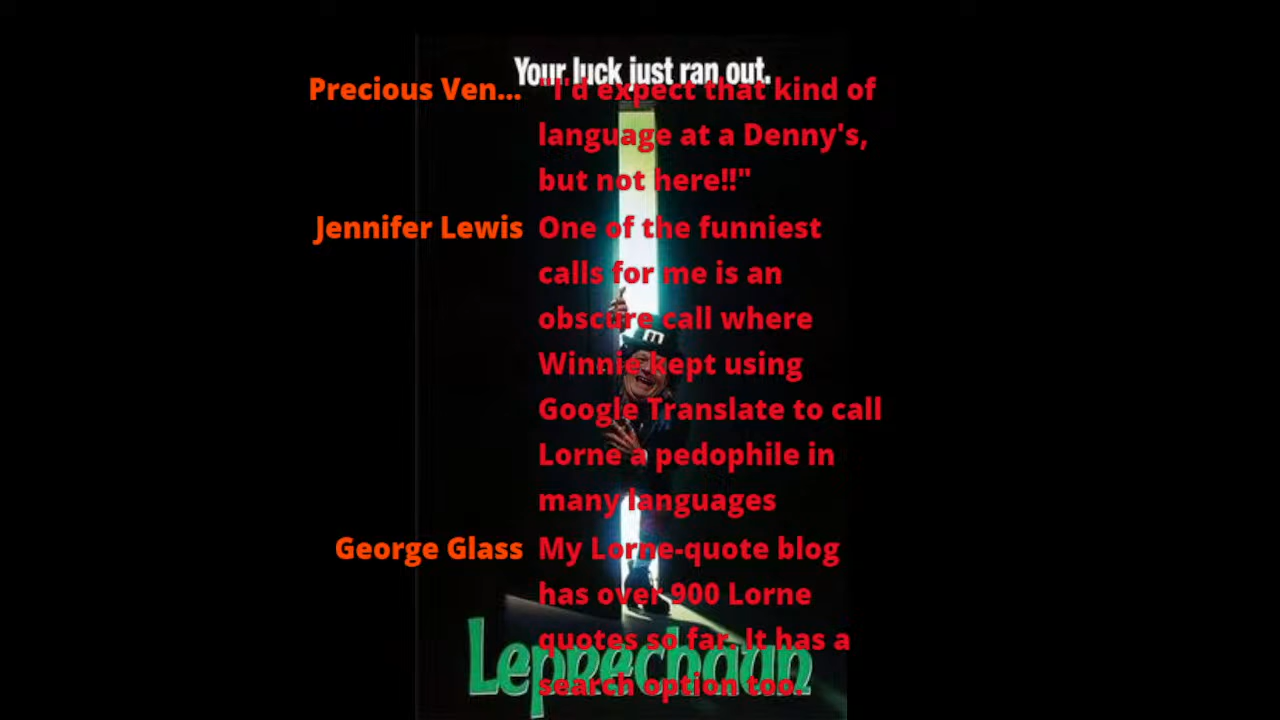 Your luck just ran out.
Precious Ven... "I'd expect that kind of
language at a Denny's,
but not here!!"
Jennifer Lewis One of the funniest
calls for me is an
obscure call where
Winnie kept using
Google Translate to call
Lorne a pedophile in
many languages
George Glass My Lorne-quote blog
has over 900 Lorne
quotes so far. It has a
search option too.
Leprechaun